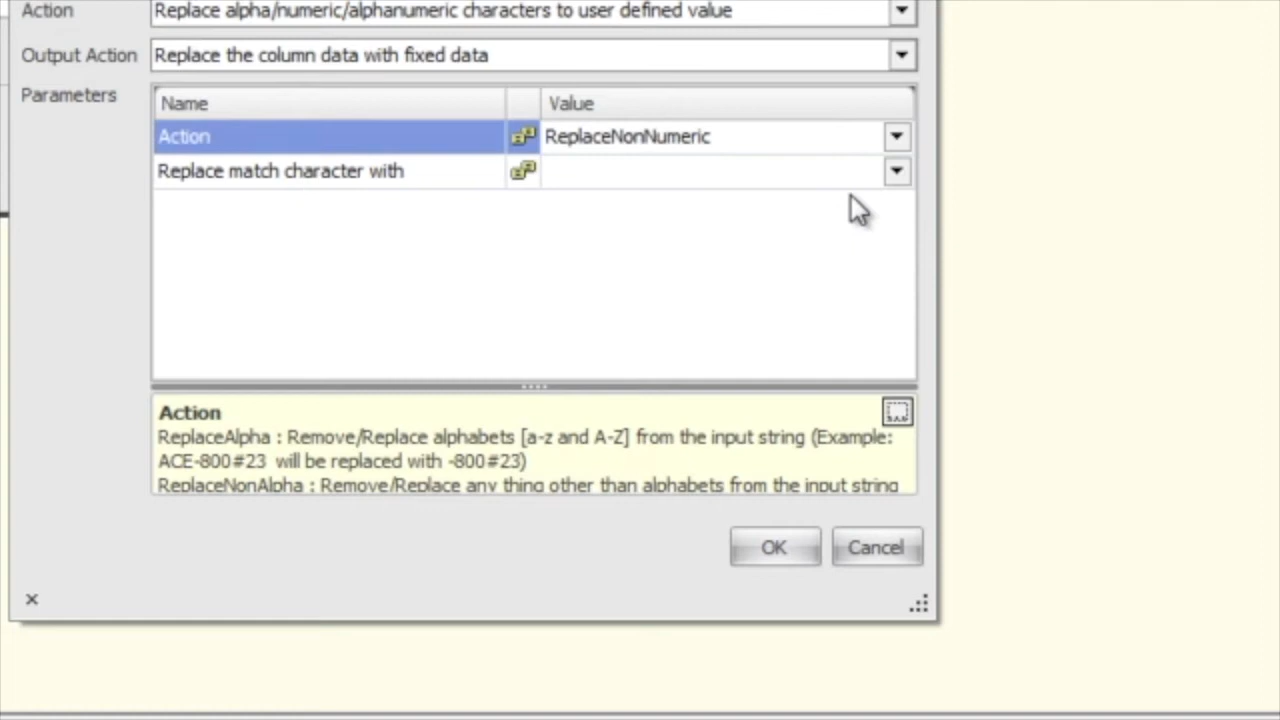 Action Replace alpha/numeric/alphanumeric characters to user defined value
Output Action Replace the column data with fixed data
Parameters
Name Value
Action ReplaceNonNumeric
Replace match character with
Action
ReplaceAlpha : Remove/Replace alphabets [a-z and A-Z] from the input string (Example:
ACE-800#23 will be replaced with -800#23)
ReplaceNonAlpha : Remove/Replace any thing other than alphabets from the input string
OK Cancel